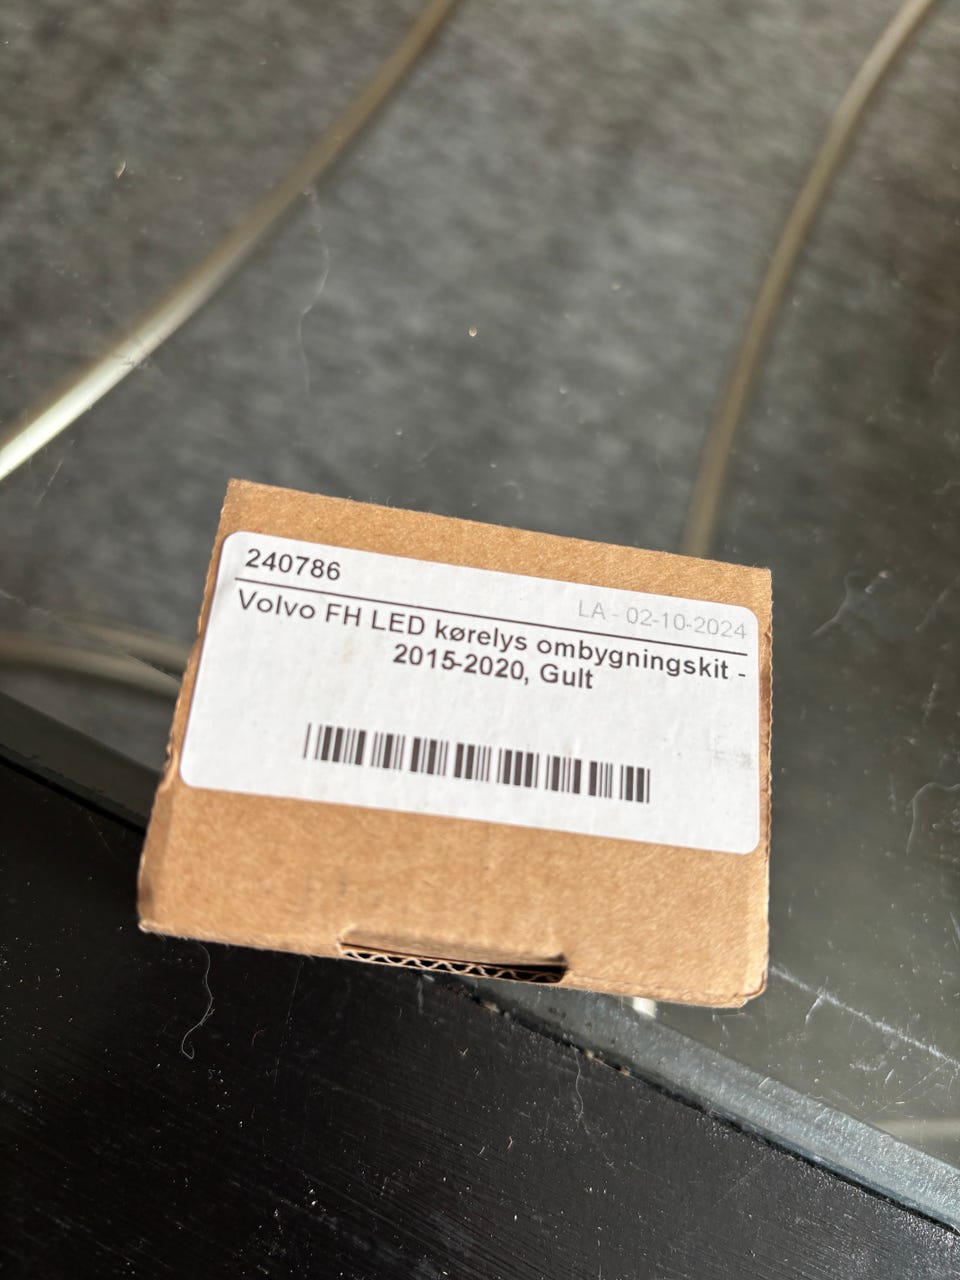 240786
LA - 02-10-2024
Volvo FH LED kørelys ombygningskit -
2015-2020, Gult